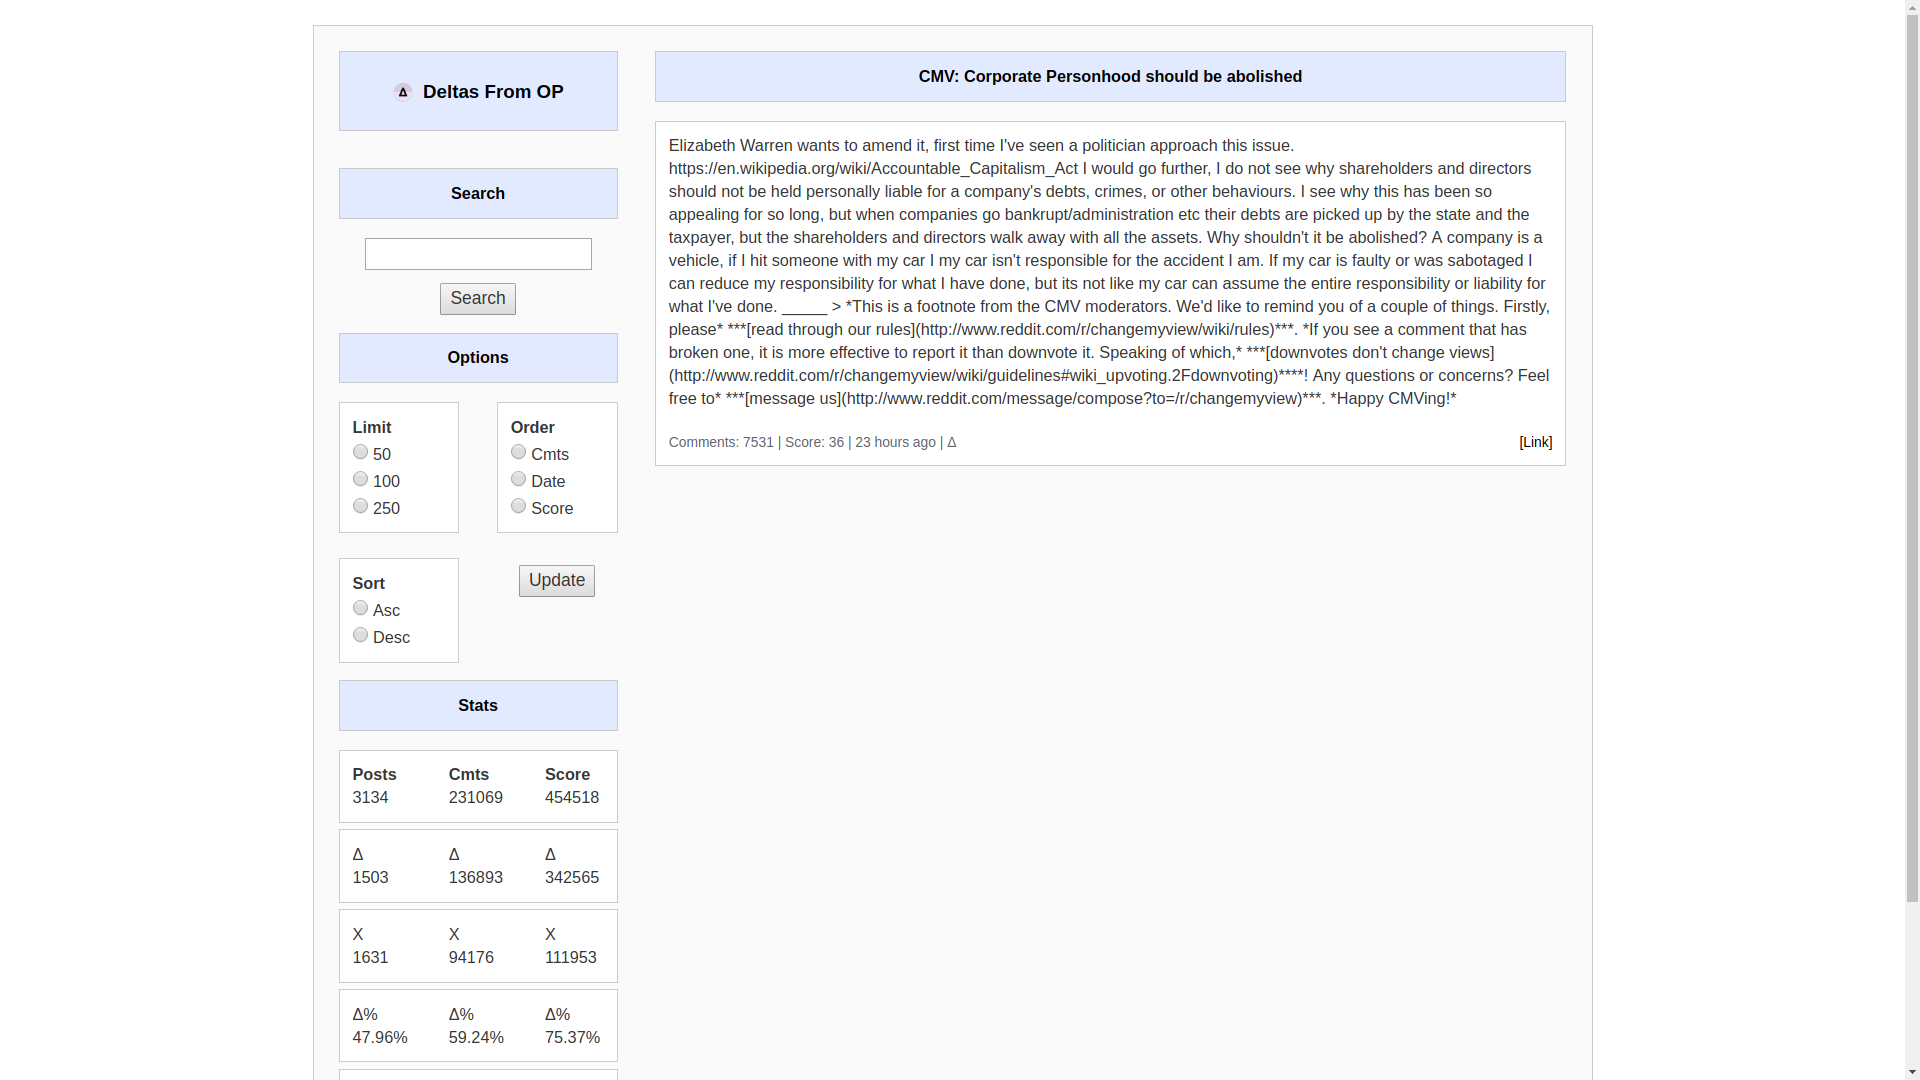 Δ Deltas From OP
Search
Search
Options
Limit
50
100
250
Order
Cmts
Date
Score
Sort
Asc
Desc
Update
Stats
Posts Cmts Score
3134 231069 454518
Δ Δ Δ
1503 136893 342565
X X X
1631 94176 111953
Δ% Δ% Δ%
47.96% 59.24% 75.37%
CMV: Corporate Personhood should be abolished
Elizabeth Warren wants to amend it, first time I've seen a politician approach this issue.
https://en.wikipedia.org/wiki/Accountable_Capitalism_Act I would go further, I do not see why shareholders and directors
should not be held personally liable for a company's debts, crimes, or other behaviours. I see why this has been so
appealing for so long, but when companies go bankrupt/administration etc their debts are picked up by the state and the
taxpayer, but the shareholders and directors walk away with all the assets. Why shouldn't it be abolished? A company is a
vehicle, if I hit someone with my car I my car isn't responsible for the accident I am. If my car is faulty or was sabotaged I
can reduce my responsibility for what I have done, but its not like my car can assume the entire responsibility or liability for
what I've done. _____ > *This is a footnote from the CMV moderators. We'd like to remind you of a couple of things. Firstly,
please* ***[read through our rules](http://www.reddit.com/r/changemyview/wiki/rules)***. *If you see a comment that has
broken one, it is more effective to report it than downvote it. Speaking of which,* ***[downvotes don't change views]
(http://www.reddit.com/r/changemyview/wiki/guidelines#wiki_upvoting.2Fdownvoting)****! Any questions or concerns? Feel
free to* ***[message us](http://www.reddit.com/message/compose?to=/r/changemyview)***. *Happy CMVing!*
Comments: 7531 | Score: 36 | 23 hours ago | Δ [Link]